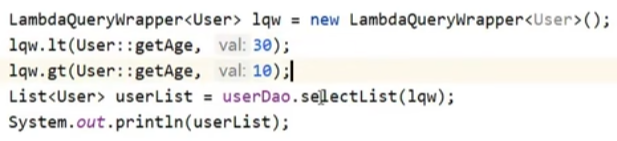 LambdaQueryWrapper<User> lqw = new LambdaQueryWrapper<User>();
lqw.lt(User::getAge, val: 30);
lqw.gt(User::getAge, val: 10);
List<User> userList = userDao.selectList(lqw);
System.out.println(userList);